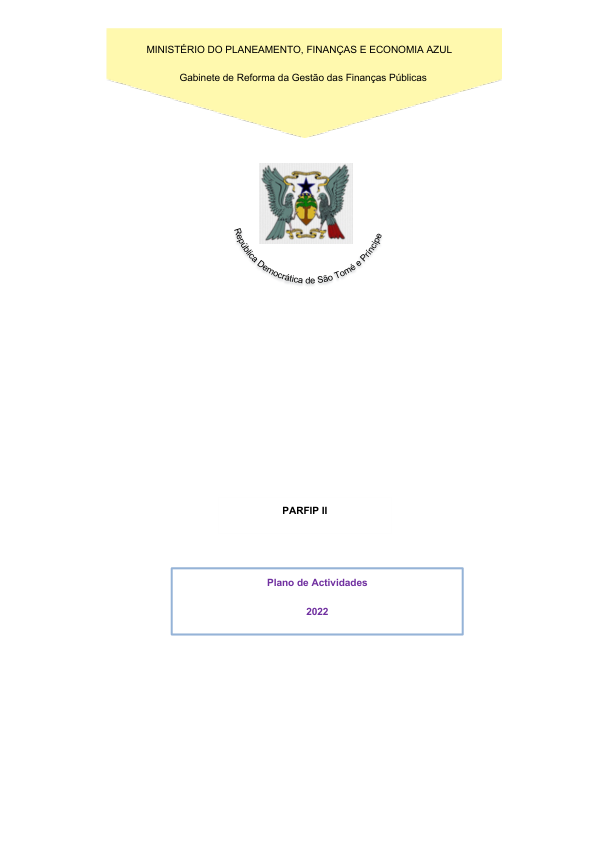 MINISTÉRIO DO PLANEAMENTO, FINANÇAS E ECONOMIA AZUL
Gabinete de Reforma da Gestão das Finanças Públicas
República Democrática de São Tomé e Príncipe
PARFIP II
Plano de Actividades
2022